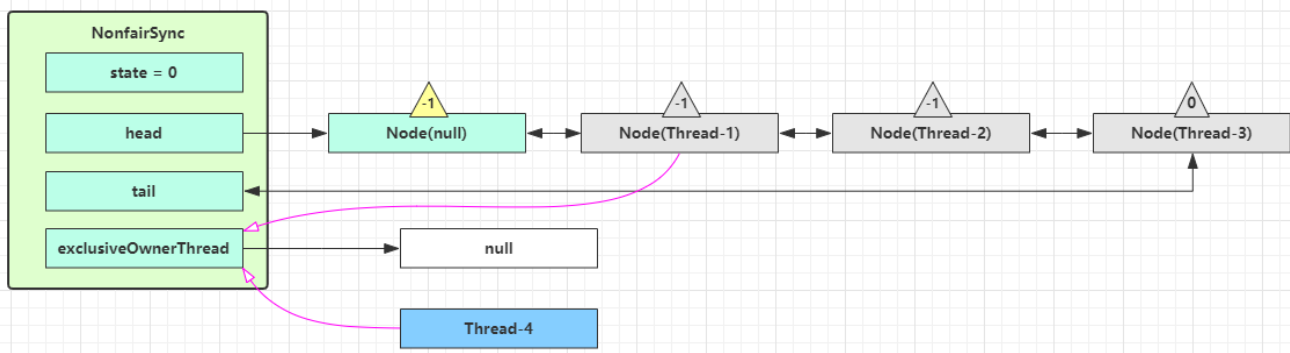 NonfairSync
state = 0
head
tail
exclusiveOwnerThread
-1
Node(null)
-1
Node(Thread-1)
-1
Node(Thread-2)
0
Node(Thread-3)
null
Thread-4